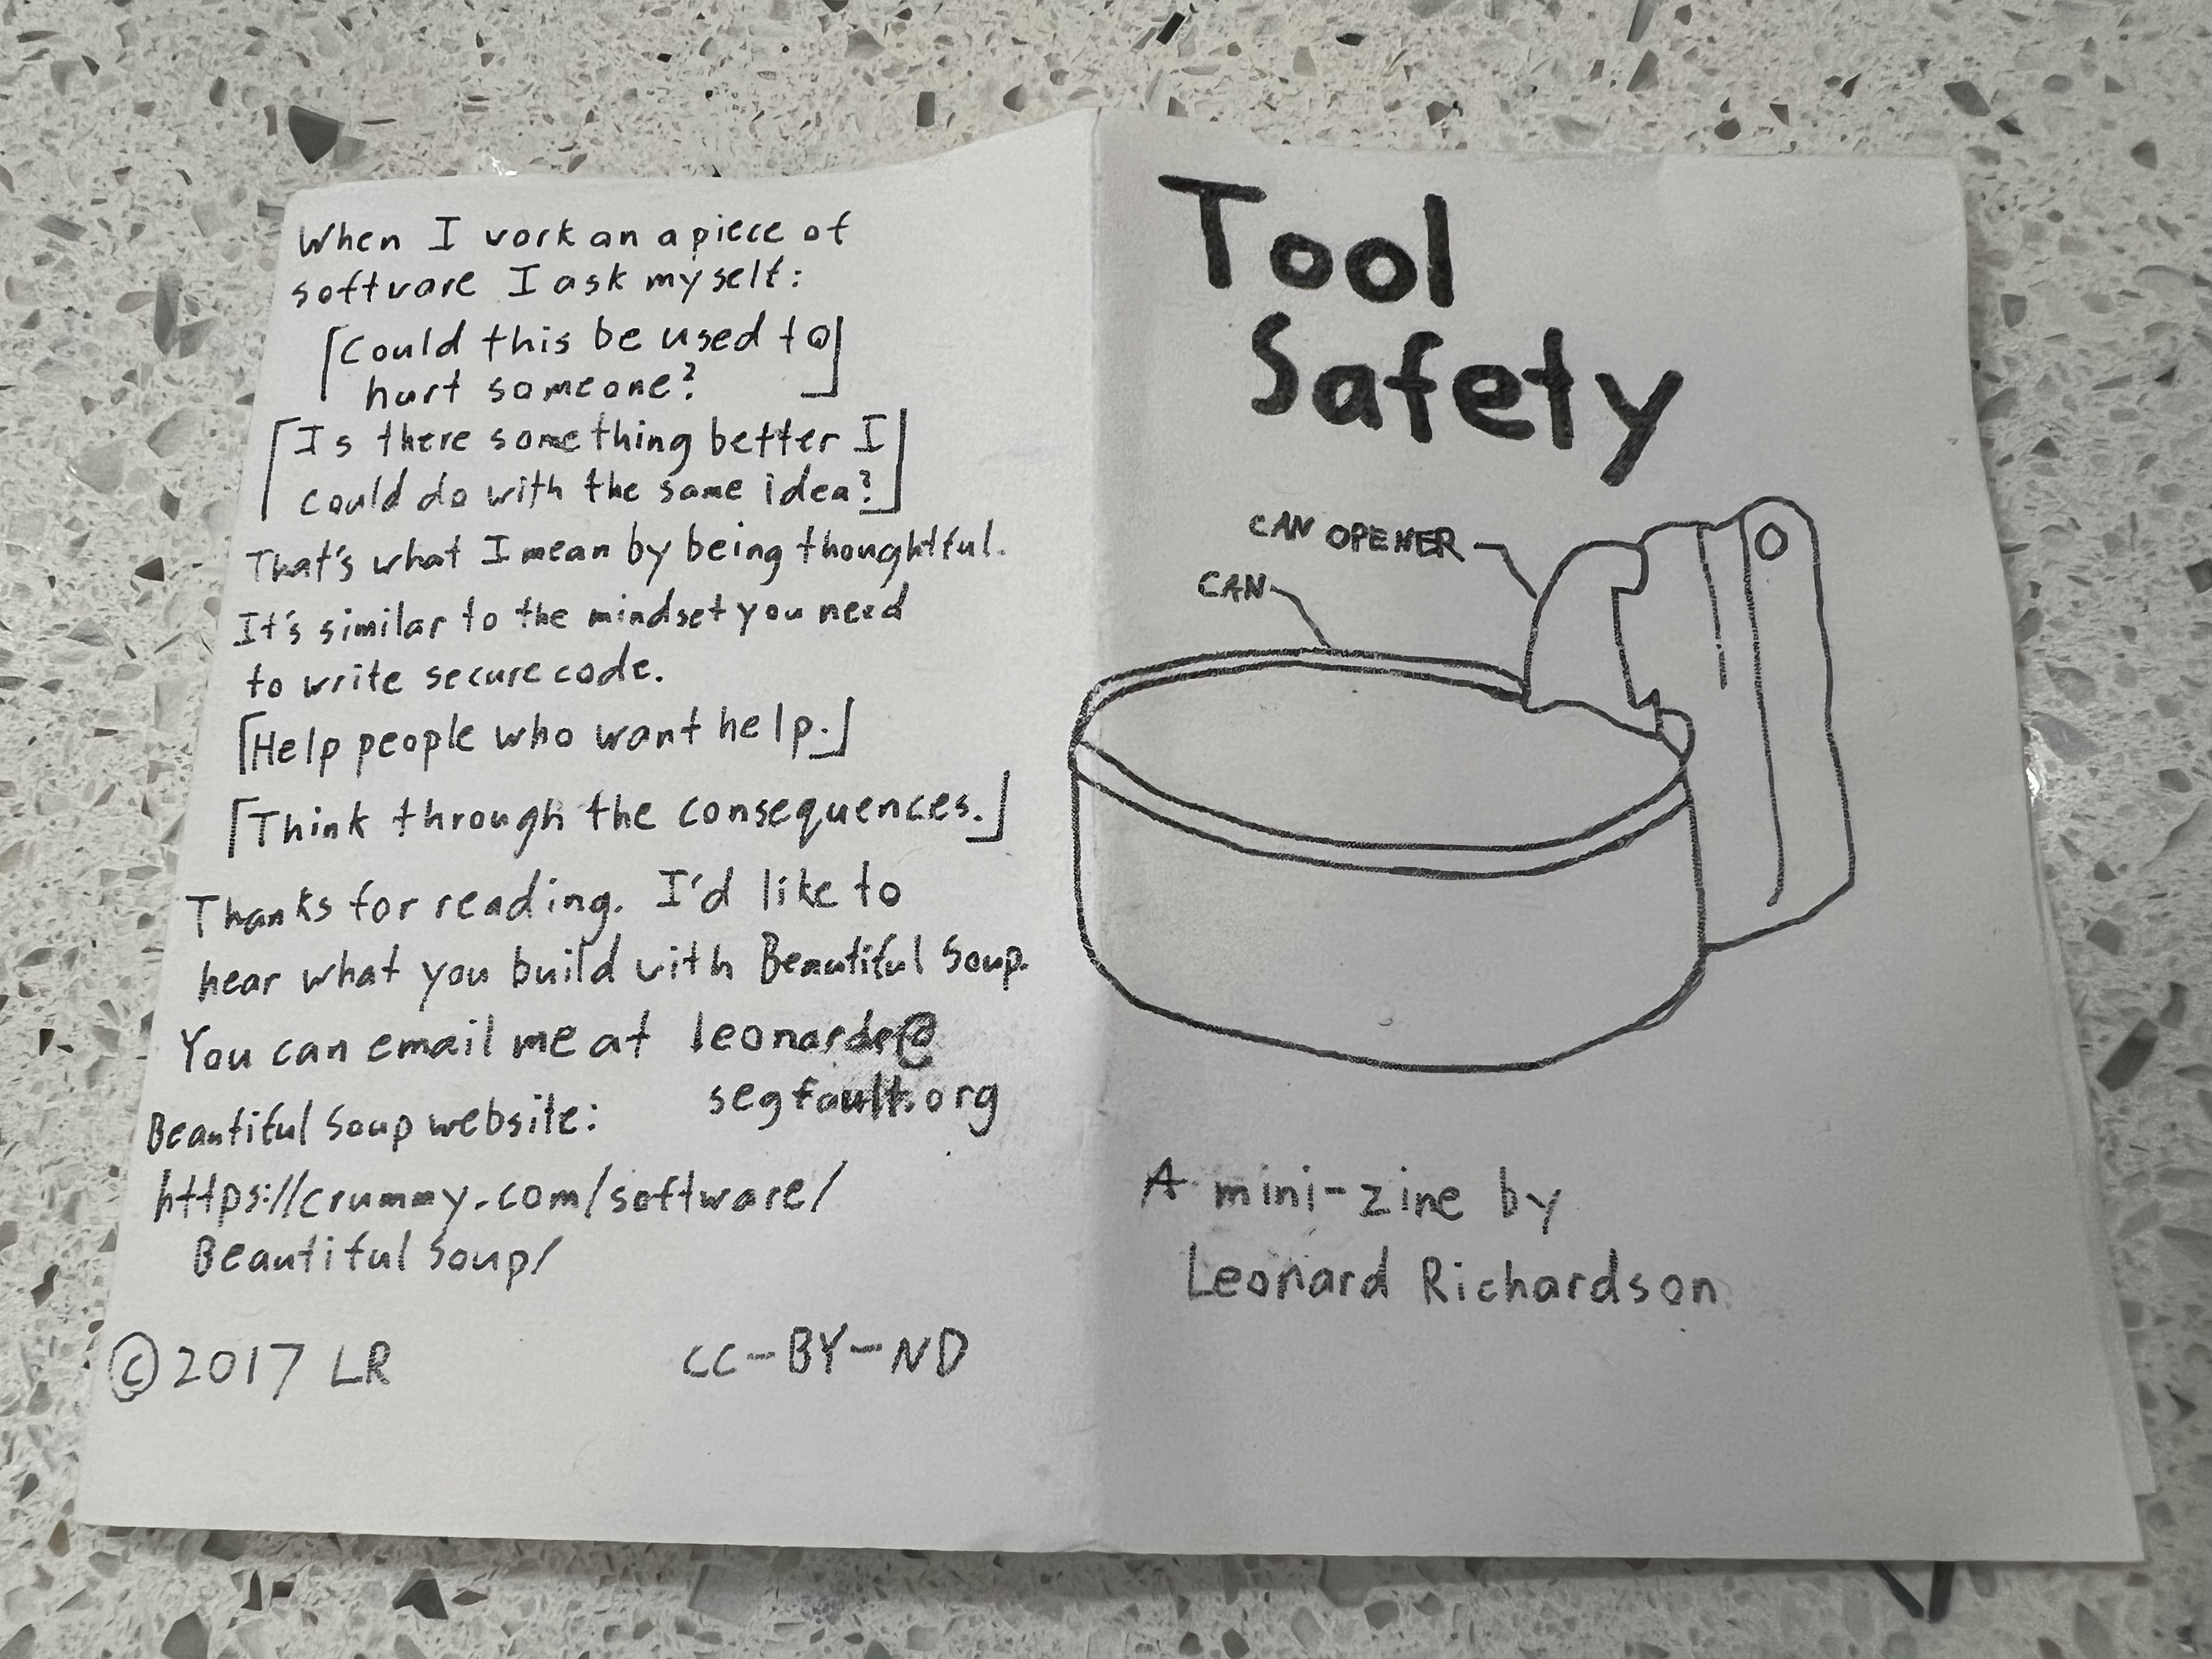 When I work on a piece of
software I ask myself:
[Could this be used to
hurt someone?]
[Is there something better I
could do with the same idea?]
That's what I mean by being thoughtful.
It's similar to the mindset you need
to write secure code.
[Help people who want help.]
[Think through the consequences.]
Thanks for reading. I'd like to
hear what you build with Beautiful Soup.
You can email me at leonardr@
segfault.org
Beautiful Soup website:
https://crummy.com/software/
BeautifulSoup/
© 2017 LR CC-BY-ND
Tool
Safety
CAN OPENER
CAN
A mini-zine by
Leonard Richardson